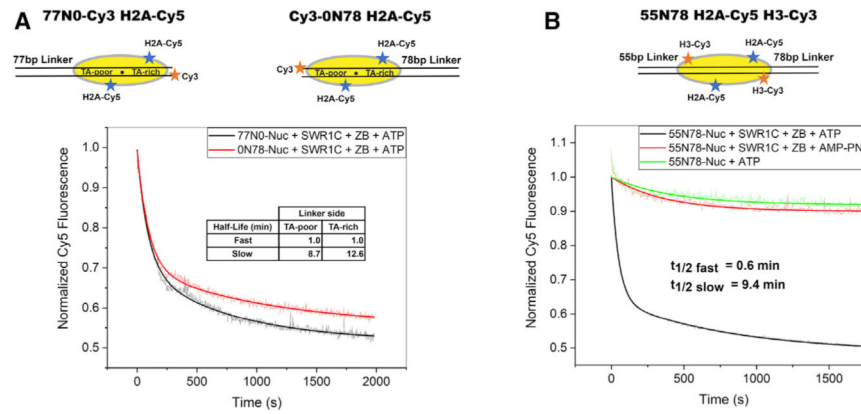 A
77N0-Cy3 H2A-Cy5
Cy3-0N78 H2A-Cy5
77bp Linker
H2A-Cy5
TA-poor • TA-rich
Cy3
H2A-Cy5
Cy3
H2A-Cy5
78bp Linker
TA-poor • TA-rich
H2A-Cy5
77N0-Nuc + SWR1C + ZB + ATP
0N78-Nuc + SWR1C + ZB + ATP
Normalized Cy5 Fluorescence
1.0
0.9
0.8
0.7
0.6
0.5
Linker side
Half-Life (min) TA-poor TA-rich
Fast 1.0 1.0
Slow 8.7 12.6
0 500 1000 1500 2000
Time (s)
B
55N78 H2A-Cy5 H3-Cy3
H3-Cy3
H2A-Cy5
55bp Linker
78bp Linker
H2A-Cy5
H3-Cy3
55N78-Nuc + SWR1C + ZB + ATP
55N78-Nuc + SWR1C + ZB + AMP-PN
55N78-Nuc + ATP
Normalized Cy5 Fluorescence
1.1
1.0
0.9
0.8
0.7
0.6
0.5
t1/2 fast = 0.6 min
t1/2 slow = 9.4 min
0 500 1000 1500
Time (s)